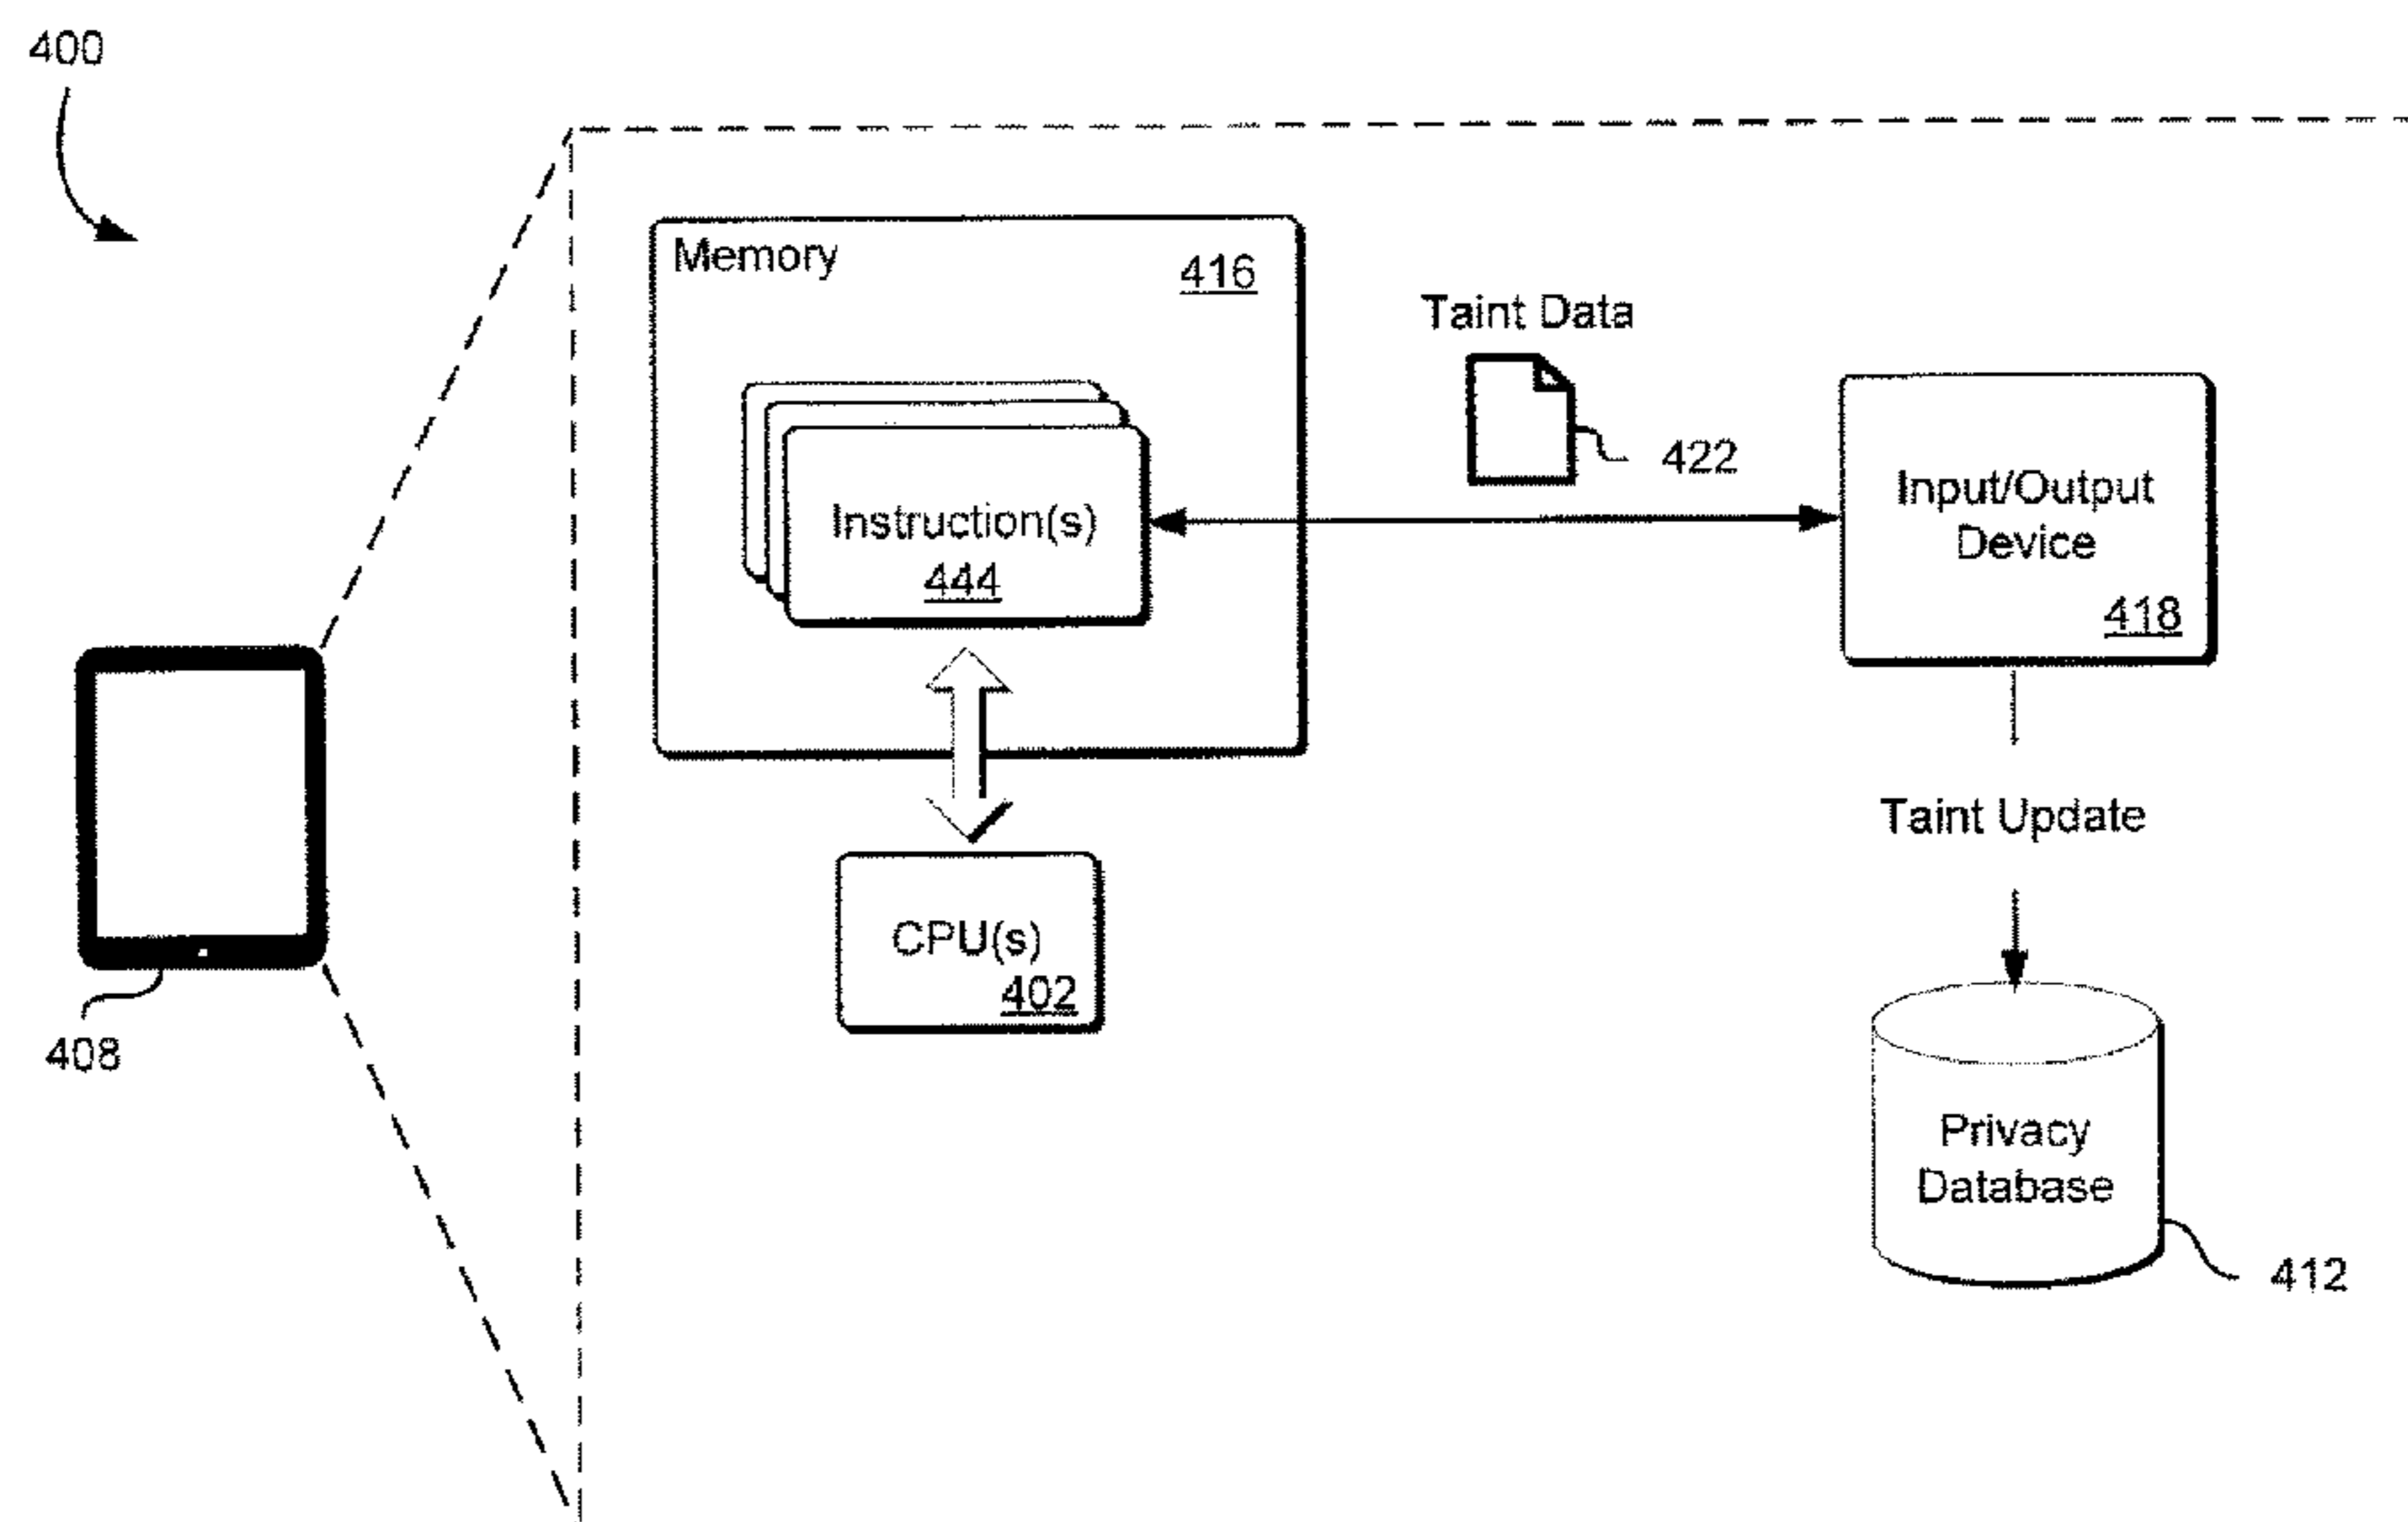 400
Memory
416
Taint Data
422
Instruction(s)
444
Input/Output
Device
418
Taint Update
CPU(s)
402
408
Privacy
Database
412